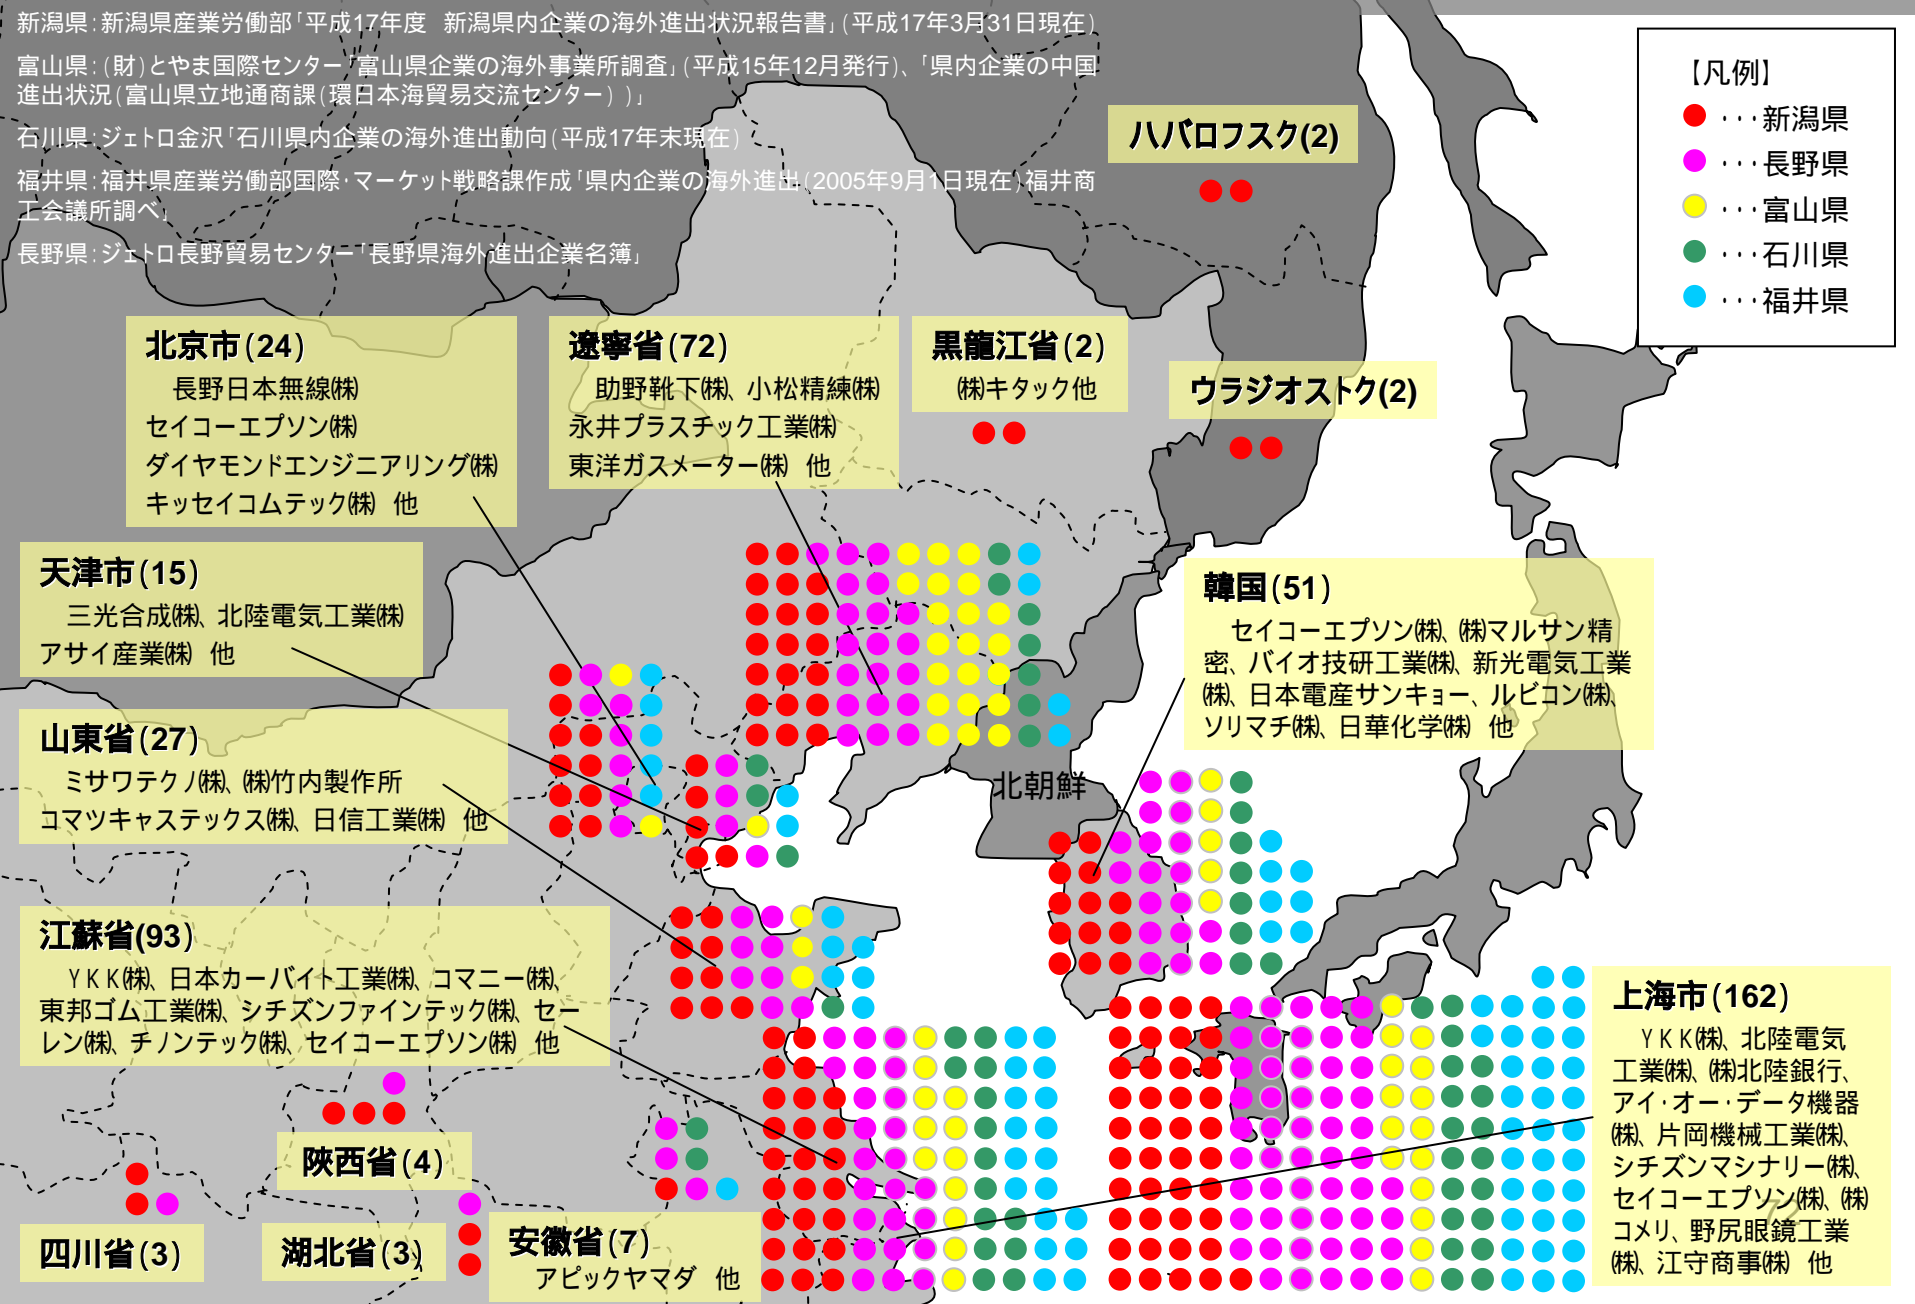 新潟県：新潟県産業労働部「平成17年度　新潟県内企業の海外進出状況報告書」（平成17年3月31日現在）
富山県：（財）とやま国際センター「富山県企業の海外事業所調査」（平成15年12月発行）、「県内企業の中国
進出状況（富山県立地通商課（環日本海貿易交流センター））」
石川県：ジェトロ金沢「石川県内企業の海外進出動向（平成17年末現在）
福井県：福井県産業労働部国際・マーケット戦略課作成「県内企業の海外進出（2005年9月1日現在）福井商
工会議所調べ」
長野県：ジェトロ長野貿易センター「長野県海外進出企業名簿」
【凡例】
・・・新潟県
・・・長野県
・・・富山県
・・・石川県
・・・福井県
ハバロフスク(2)
北京市(24)
長野日本無線㈱
セイコーエプソン㈱
ダイヤモンドエンジニアリング㈱
キッセイコムテック㈱　他
遼寧省(72)
助野靴下㈱、小松精練㈱
永井プラスチック工業㈱
東洋ガスメーター㈱　他
黒龍江省(2)
㈱キタック他
ウラジオストク(2)
天津市(15)
三光合成㈱、北陸電気工業㈱
アサイ産業㈱　他
韓国(51)
セイコーエプソン㈱、㈱マルサン精
密、バイオ技研工業㈱、新光電気工業
㈱、日本電産サンキョー、ルビコン㈱、
ソリマチ㈱、日華化学㈱　他
山東省(27)
ミサワテクノ㈱、㈱竹内製作所
コマツキャステックス㈱、日信工業㈱　他
北朝鮮
江蘇省(93)
ＹＫＫ㈱、日本カーバイト工業㈱、コマニー㈱、
東邦ゴム工業㈱、シチズンファインテック㈱、セー
レン㈱、チノンテック㈱、セイコーエプソン㈱　他
上海市(162)
ＹＫＫ㈱、北陸電気
工業㈱、㈱北陸銀行、
アイ・オー・データ機器
㈱、片岡機械工業㈱、
シチズンマシナリー㈱、
セイコーエプソン㈱、㈱
コメリ、野尻眼鏡工業
㈱、江守商事㈱　他
陝西省(4)
四川省(3)
湖北省(3)
安徽省(7)
アピックヤマダ　他